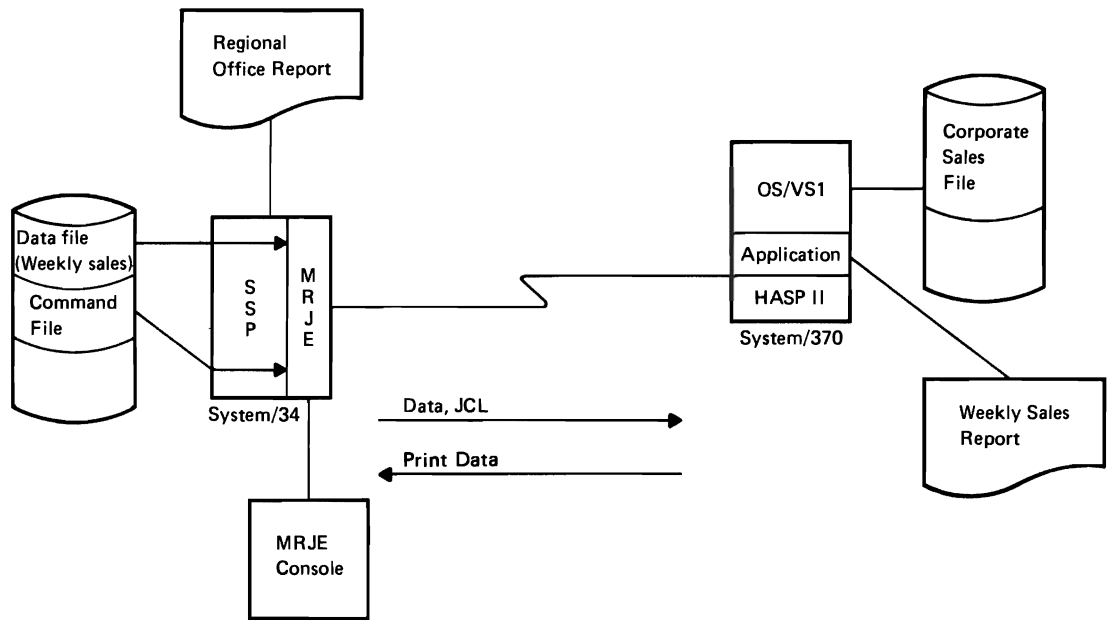 Regional
Office Report
Corporate
Sales
File
OS/VS1
Data file
(Weekly sales)
Application
Command
File
S
S
P
M
R
J
E
HASP II
System/370
System/34
Data, JCL
Weekly Sales
Report
Print Data
MRJE
Console